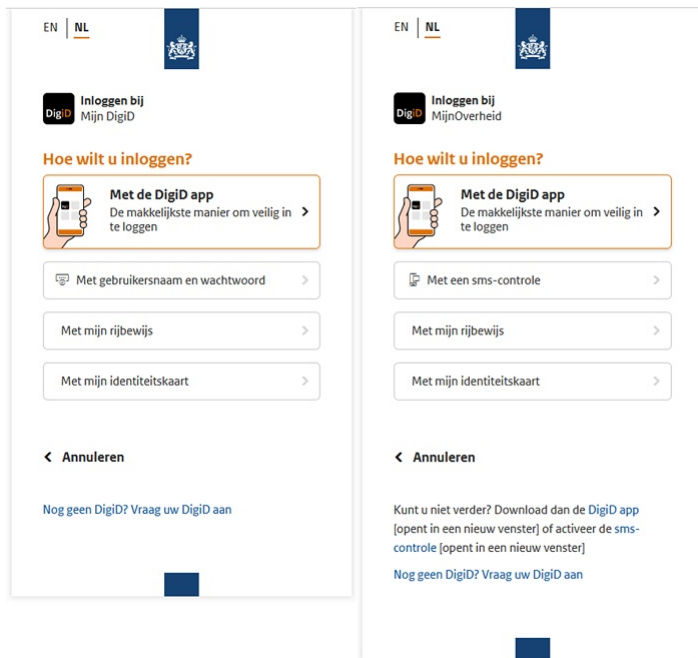 EN | NL
DigiD
Inloggen bij
Mijn DigiD
Hoe wilt u inloggen?
Met de DigiD app
De makkelijkste manier om veilig in
te loggen
Met gebruikersnaam en wachtwoord
Met mijn rijbewijs
Met mijn identiteitskaart
Annuleren
Nog geen DigiD? Vraag uw DigiD aan
EN | NL
DigiD
Inloggen bij
MijnOverheid
Hoe wilt u inloggen?
Met de DigiD app
De makkelijkste manier om veilig in
te loggen
Met een sms-controle
Met mijn rijbewijs
Met mijn identiteitskaart
Annuleren
Kunt u niet verder? Download dan de DigiD app
[opent in een nieuw venster] of activeer de sms-
controle [opent in een nieuw venster]
Nog geen DigiD? Vraag uw DigiD aan